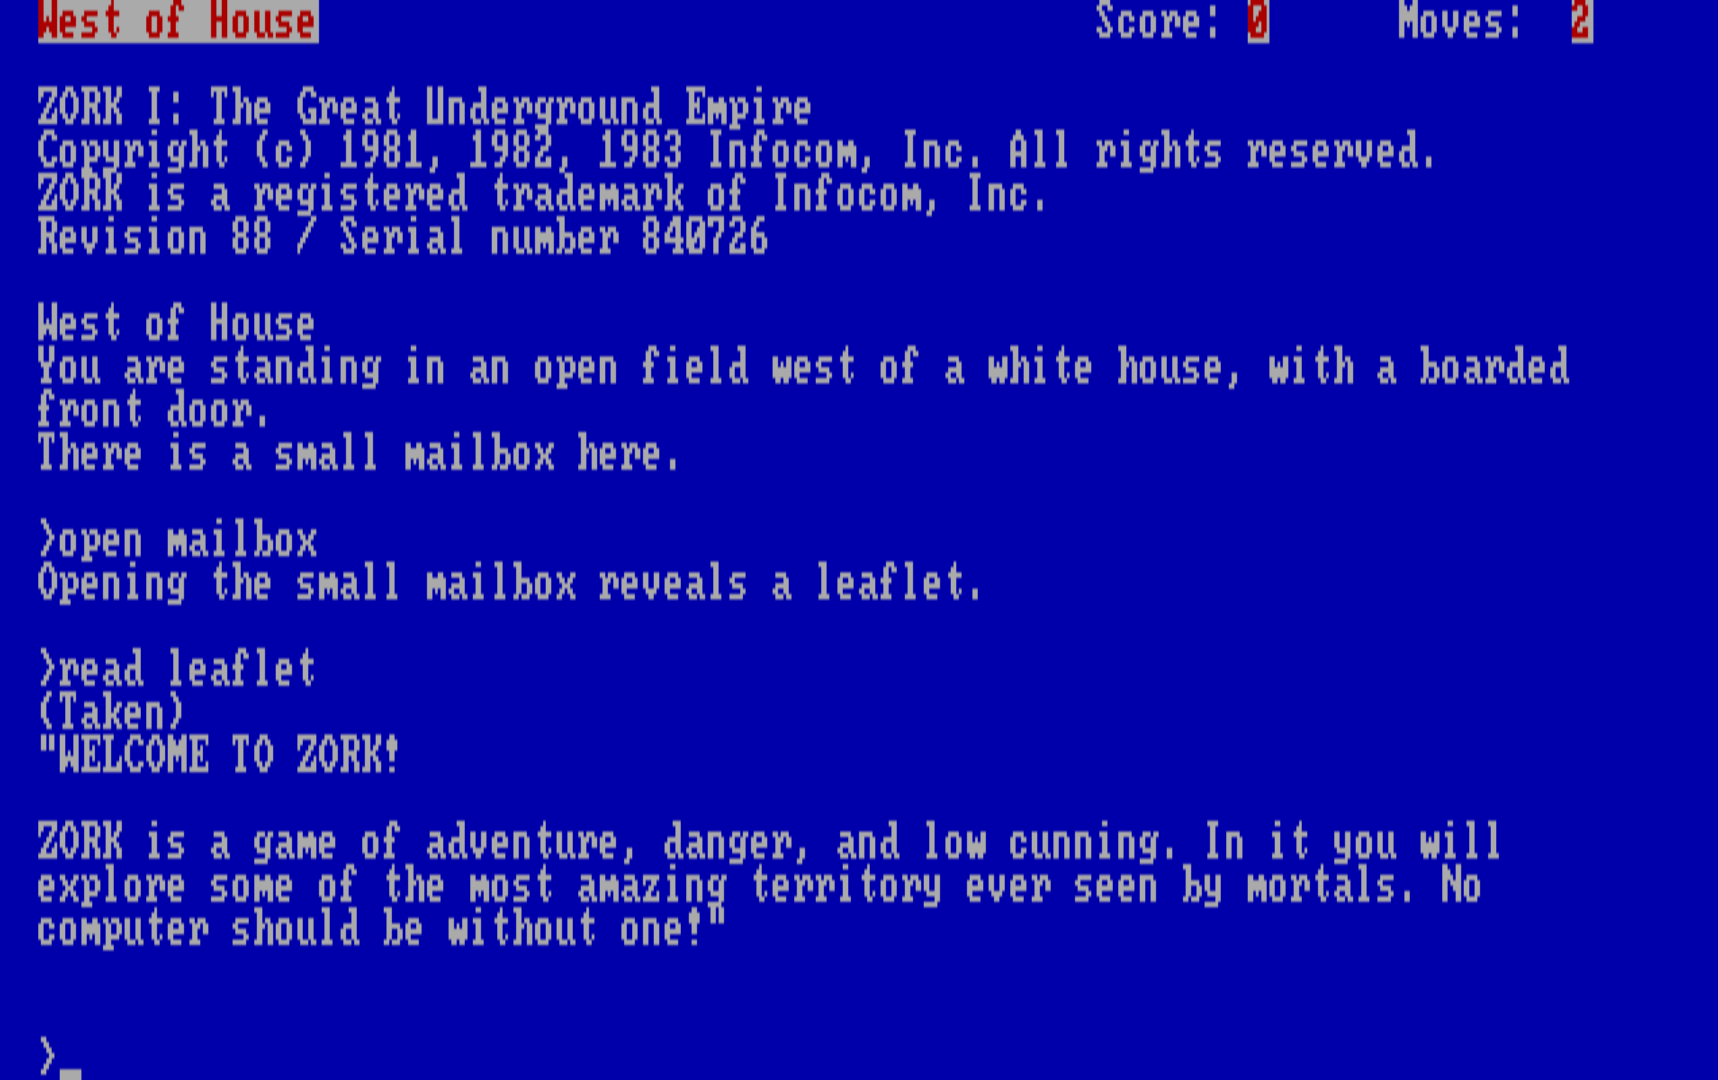 West of House Score: 0 Moves: 2
ZORK I: The Great Underground Empire
Copyright (c) 1981, 1982, 1983 Infocom, Inc. All rights reserved.
ZORK is a registered trademark of Infocom, Inc.
Revision 88 / Serial number 840726
West of House
You are standing in an open field west of a white house, with a boarded
front door.
There is a small mailbox here.
>open mailbox
Opening the small mailbox reveals a leaflet.
>read leaflet
(Taken)
"WELCOME TO ZORK!
ZORK is a game of adventure, danger, and low cunning. In it you will
explore some of the most amazing territory ever seen by mortals. No
computer should be without one!"
>_